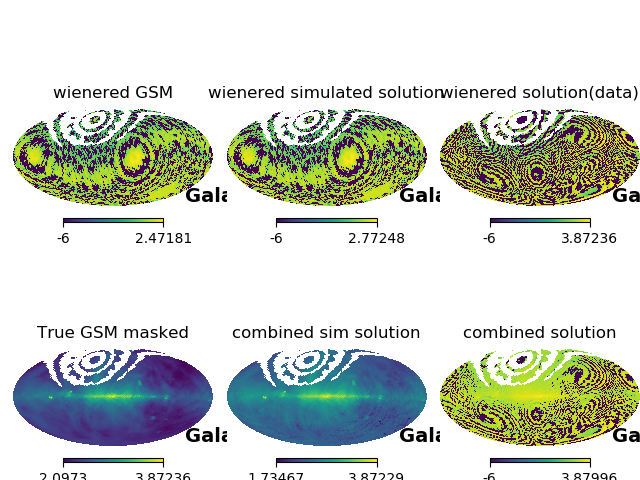 wienered GSM
wienered simulated solution
wienered solution(data)
Gala
Gala
Ga
-6 2.47181
-6 2.77248
-6 3.87236
True GSM masked
combined sim solution
combined solution
Gala
Gala
Ga
2.0973 3.87236
1.73467 3.87229
-6 3.87996